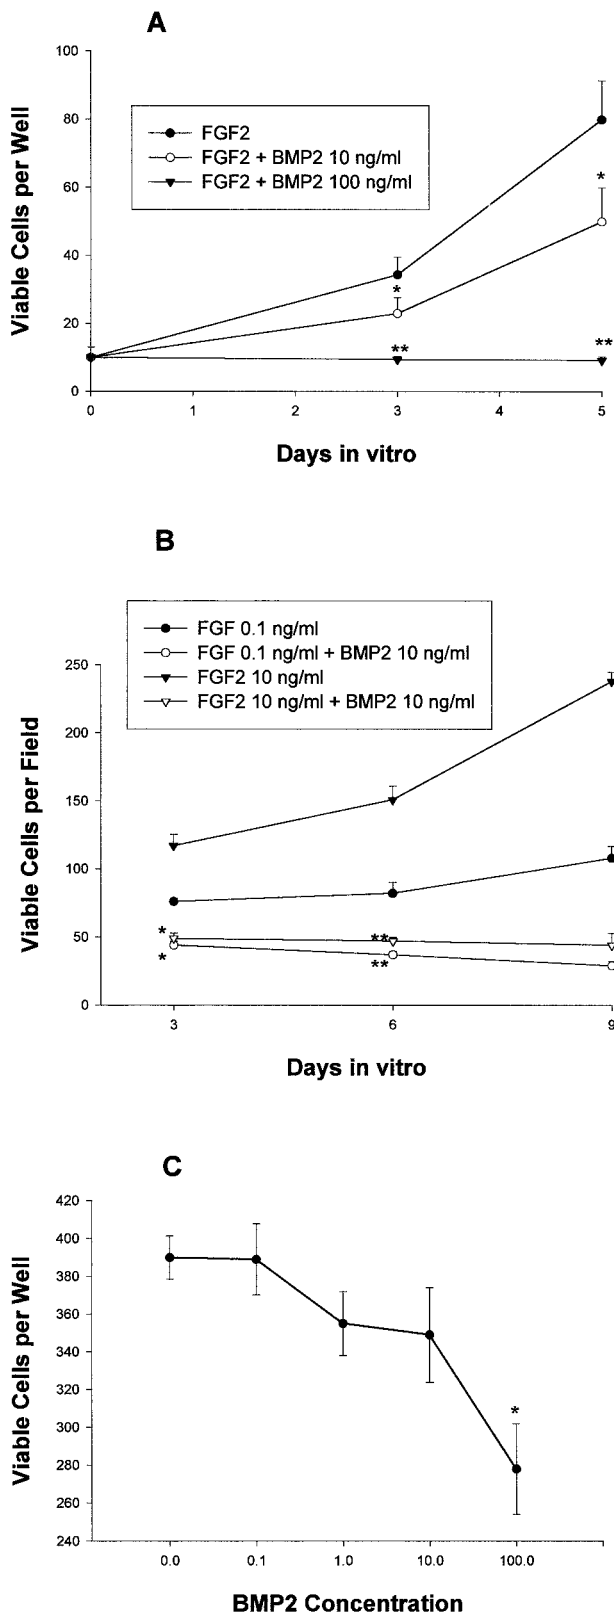 A
Viable Cells per Well
100
80
60
40
20
0
FGF2
FGF2 + BMP2 10 ng/ml
FGF2 + BMP2 100 ng/ml
*
*
**
**
0 1 2 3 4 5
Days in vitro
B
Viable Cells per Field
FGF 0.1 ng/ml
FGF 0.1 ng/ml + BMP2 10 ng/ml
FGF2 10 ng/ml
FGF2 10 ng/ml + BMP2 10 ng/ml
250
200
150
100
50
0
*
**
*
**
3 6 9
Days in vitro
C
Viable Cells per Well
420
400
380
360
340
320
300
280
260
240
*
0.0 0.1 1.0 10.0 100.0
BMP2 Concentration